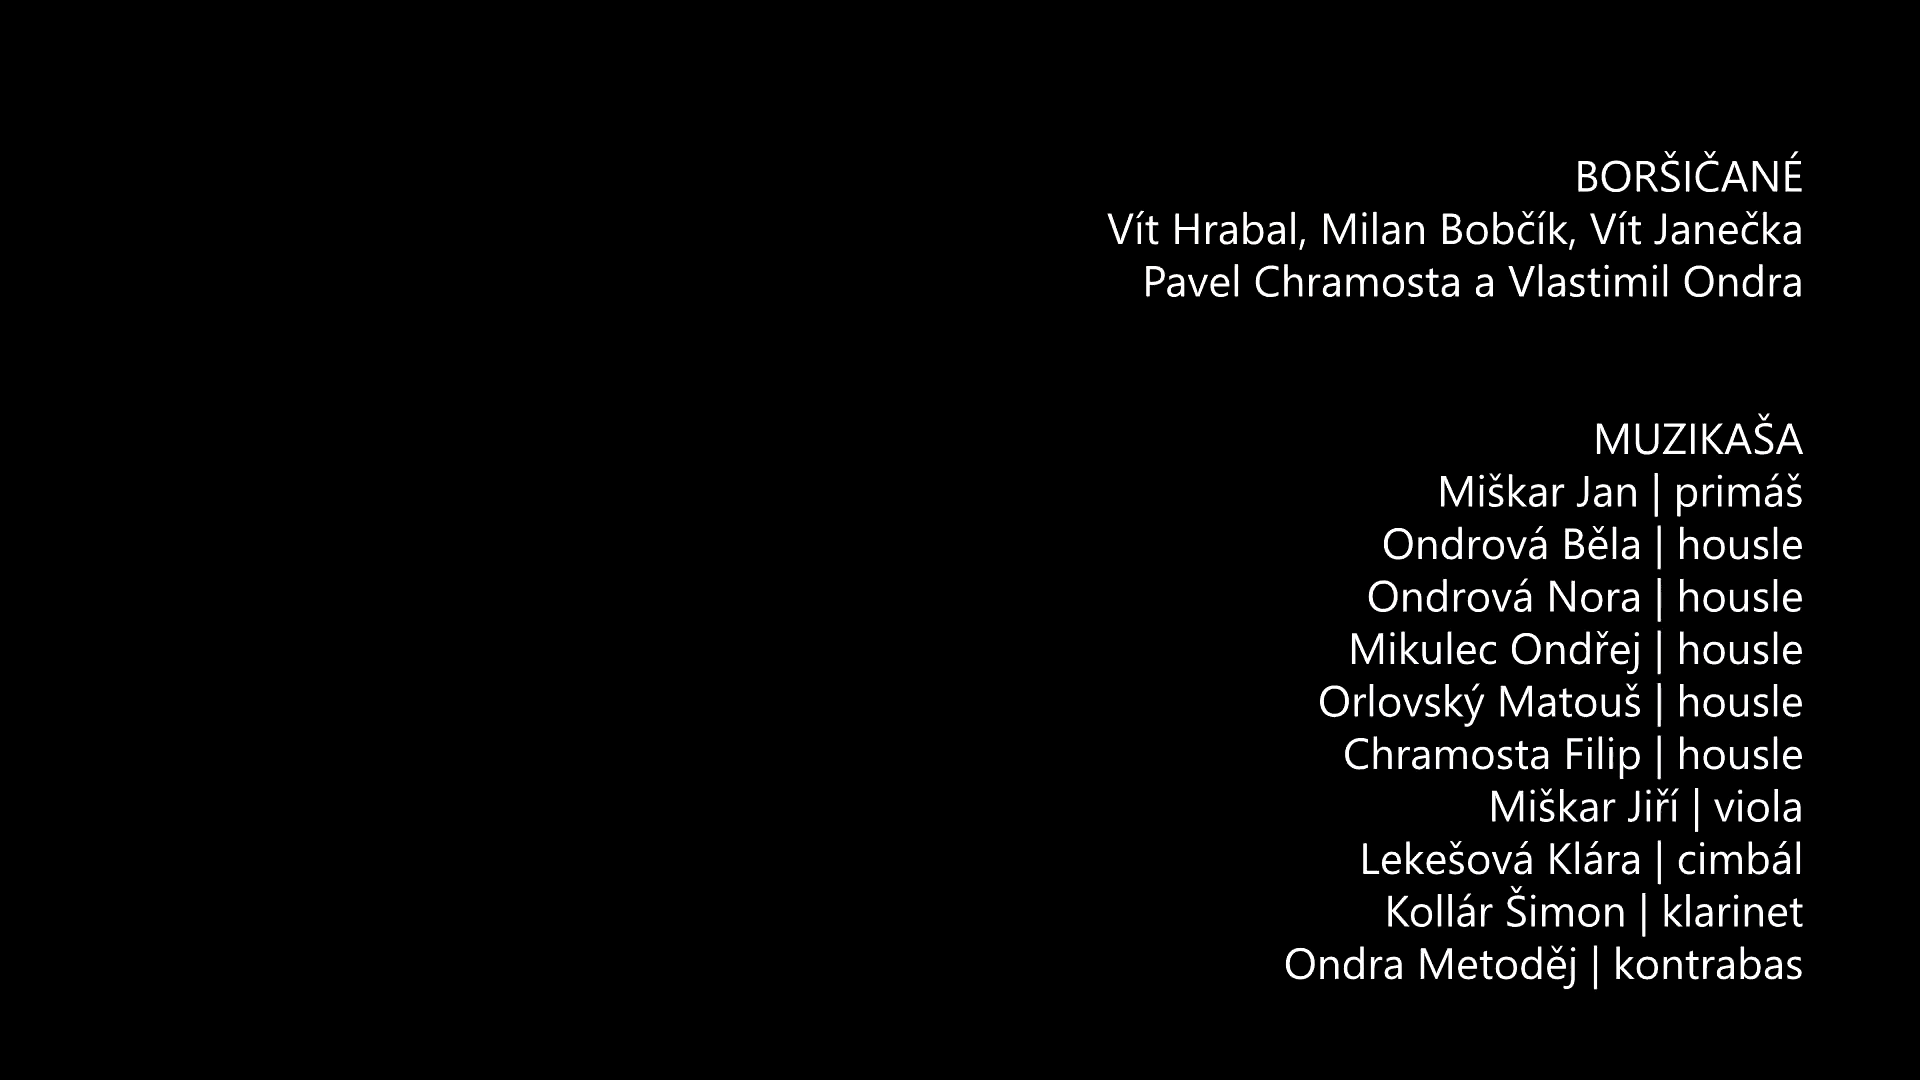 BORŠIČANÉ
Vít Hrabal, Milan Bobčík, Vít Janečka
Pavel Chramosta a Vlastimil Ondra
MUZIKAŠA
Miškar Jan | primáš
Ondrová Běla | housle
Ondrová Nora | housle
Mikulec Ondřej | housle
Orlovský Matouš | housle
Chramosta Filip | housle
Miškar Jiří | viola
Lekešová Klára | cimbál
Kollár Šimon | klarinet
Ondra Metoděj | kontrabas